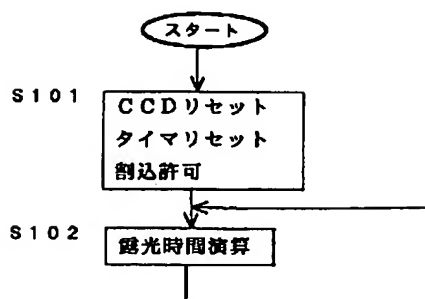 スタート
S101
CCDリセット
タイマリセット
割込許可
S102
露光時間演算